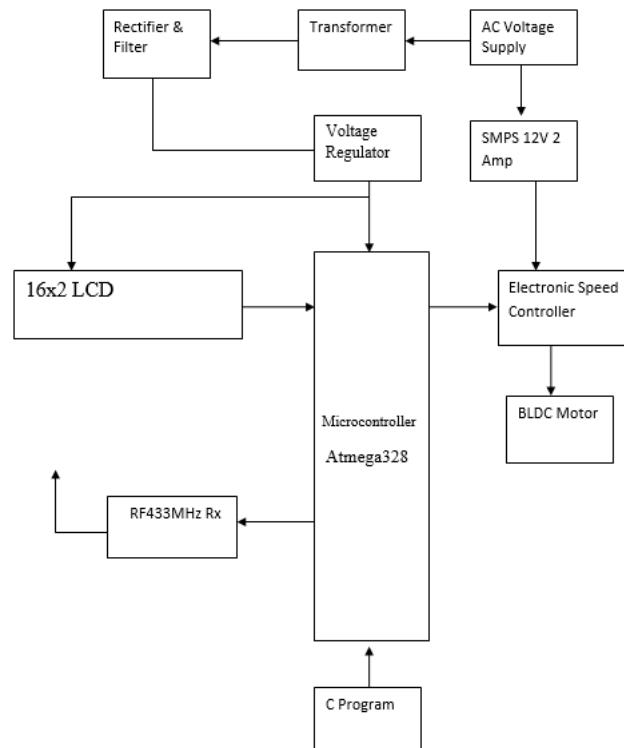 Rectifier &
Filter
Transformer
AC Voltage
Supply
Voltage
Regulator
SMPS 12V 2
Amp
16x2 LCD
Electronic Speed
Controller
Microcontroller
Atmega328
BLDC Motor
RF433MHz Rx
C Program